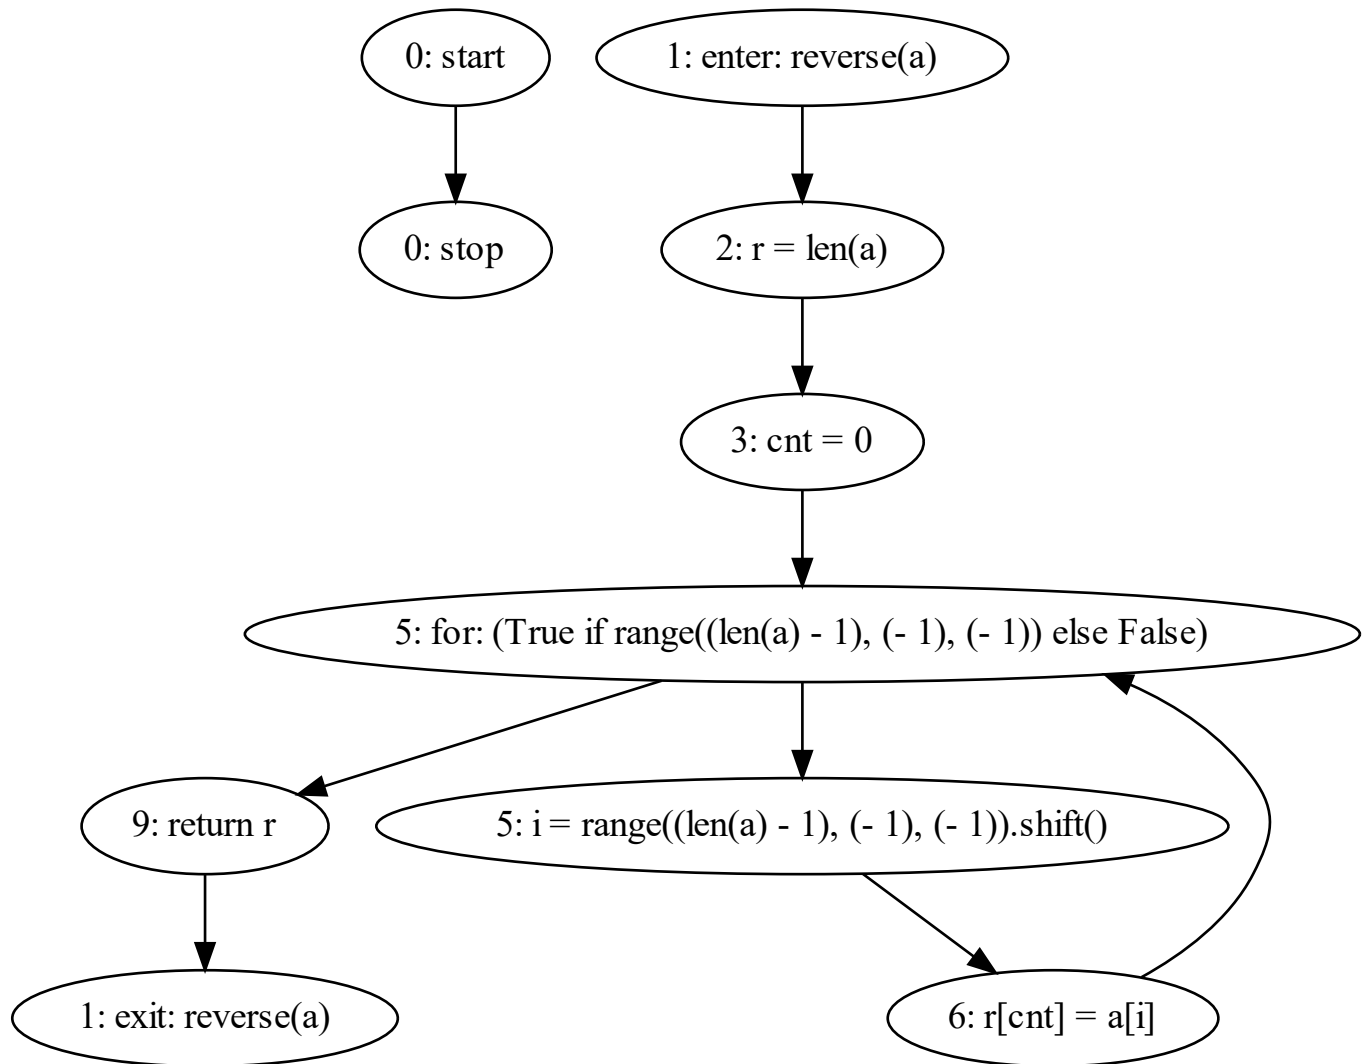 0: start
1: enter: reverse(a)
0: stop
2: r = len(a)
3: cnt = 0
5: for: (True if range((len(a) - 1), (- 1), (- 1)) else False)
9: return r
5: i = range((len(a) - 1), (- 1), (- 1)).shift()
1: exit: reverse(a)
6: r[cnt] = a[i]